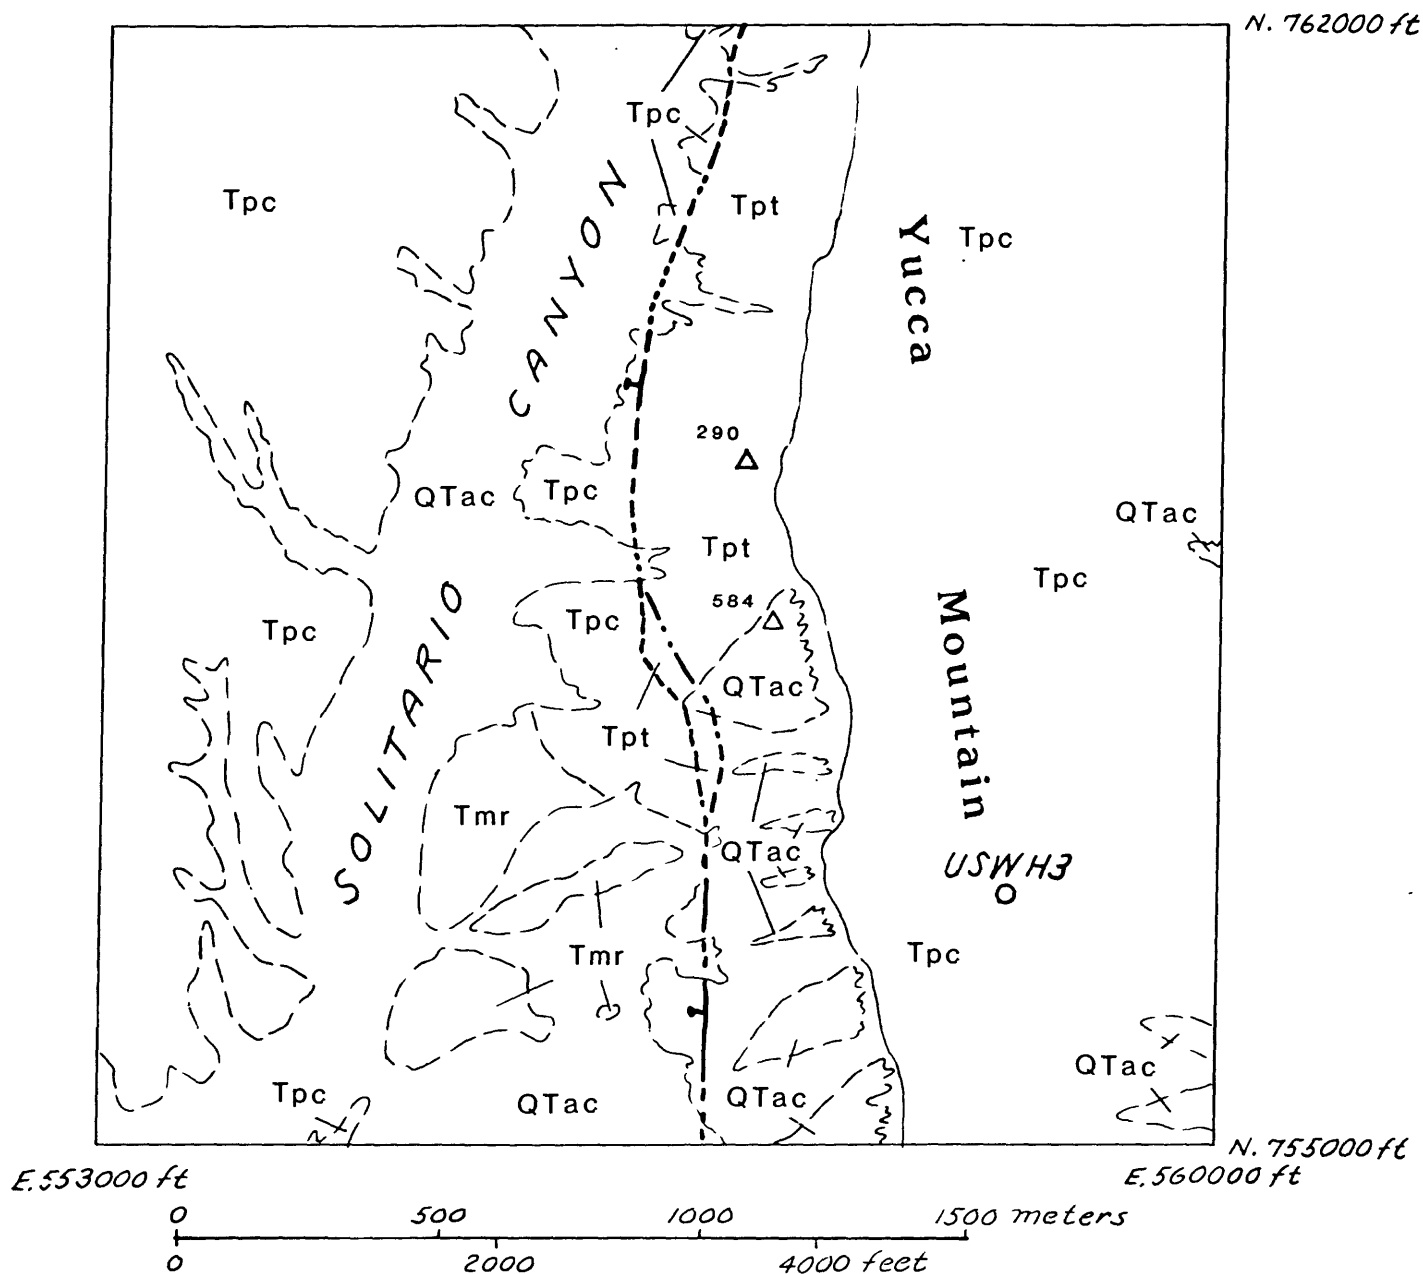 N. 762000 ft
Tpc
Tpc
Tpt
Tpc
Yucca
SOLITARIO CANYON
290
QTac
Tpc
QTac
Tpt
Tpc
584
Tpc
Tpc
Mountain
QTac
Tpt
Tmr
QTac
USW H3
Tmr
Tpc
QTac
Tpc
QTac
QTac
N. 755000 ft
E. 553000 ft
E. 560000 ft
0 500 1000 1500 meters
0 2000 4000 feet